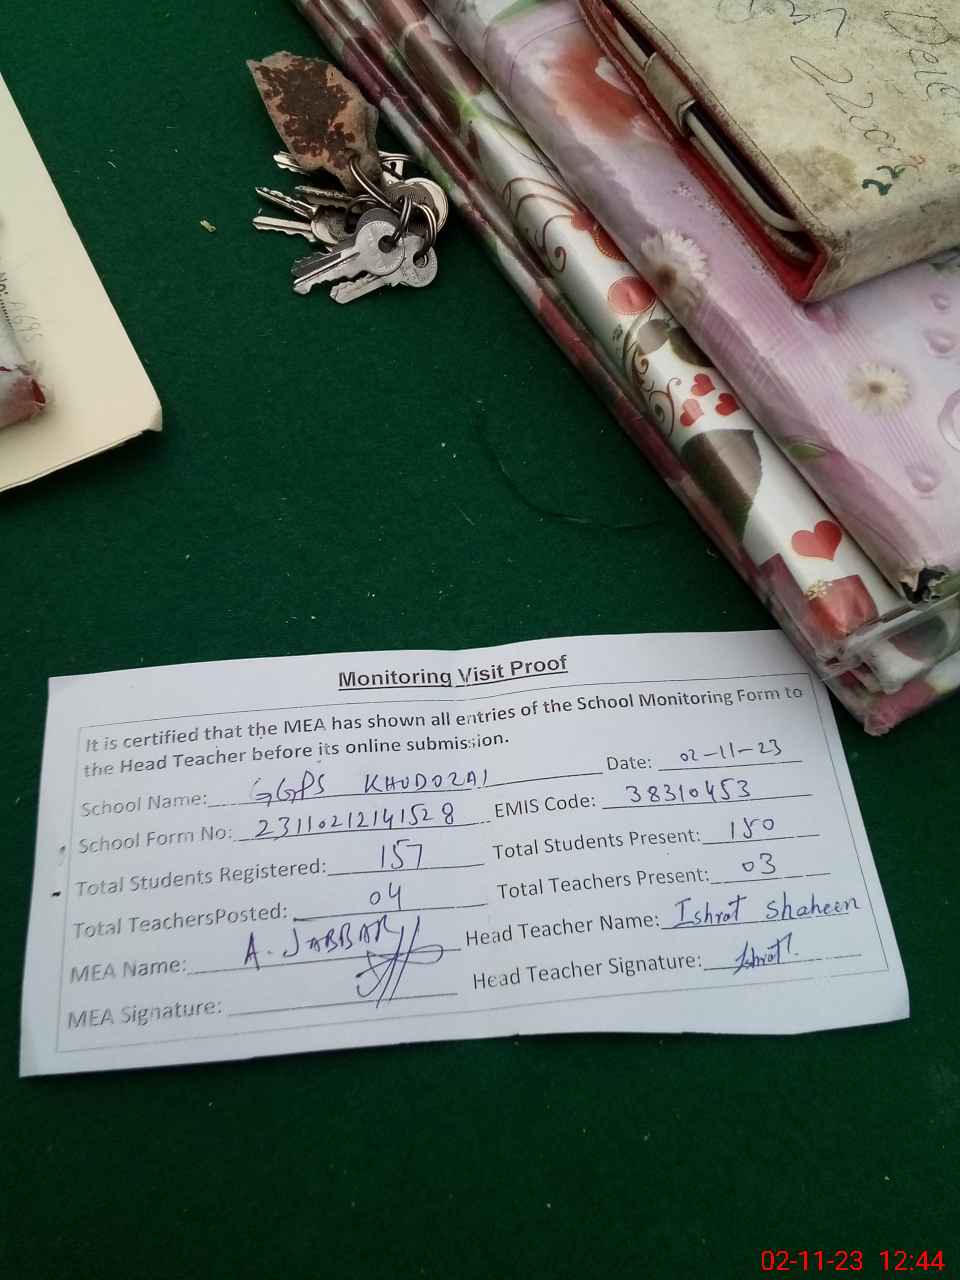 No: 1696
Monitoring Visit Proof
It is certified that the MEA has shown all entries of the School Monitoring Form to
the Head Teacher before its online submission.
School Name: GGPS KHUDOZAI Date: 02-11-23
School Form No: 23110212141528 EMIS Code: 38310453
Total Students Registered: 157 Total Students Present: 150
Total TeachersPosted: 04 Total Teachers Present: 03
MEA Name: A. JABBAR Head Teacher Name: Ishrat Shaheen
MEA Signature: Head Teacher Signature: Ishrat
02-11-23 12:44